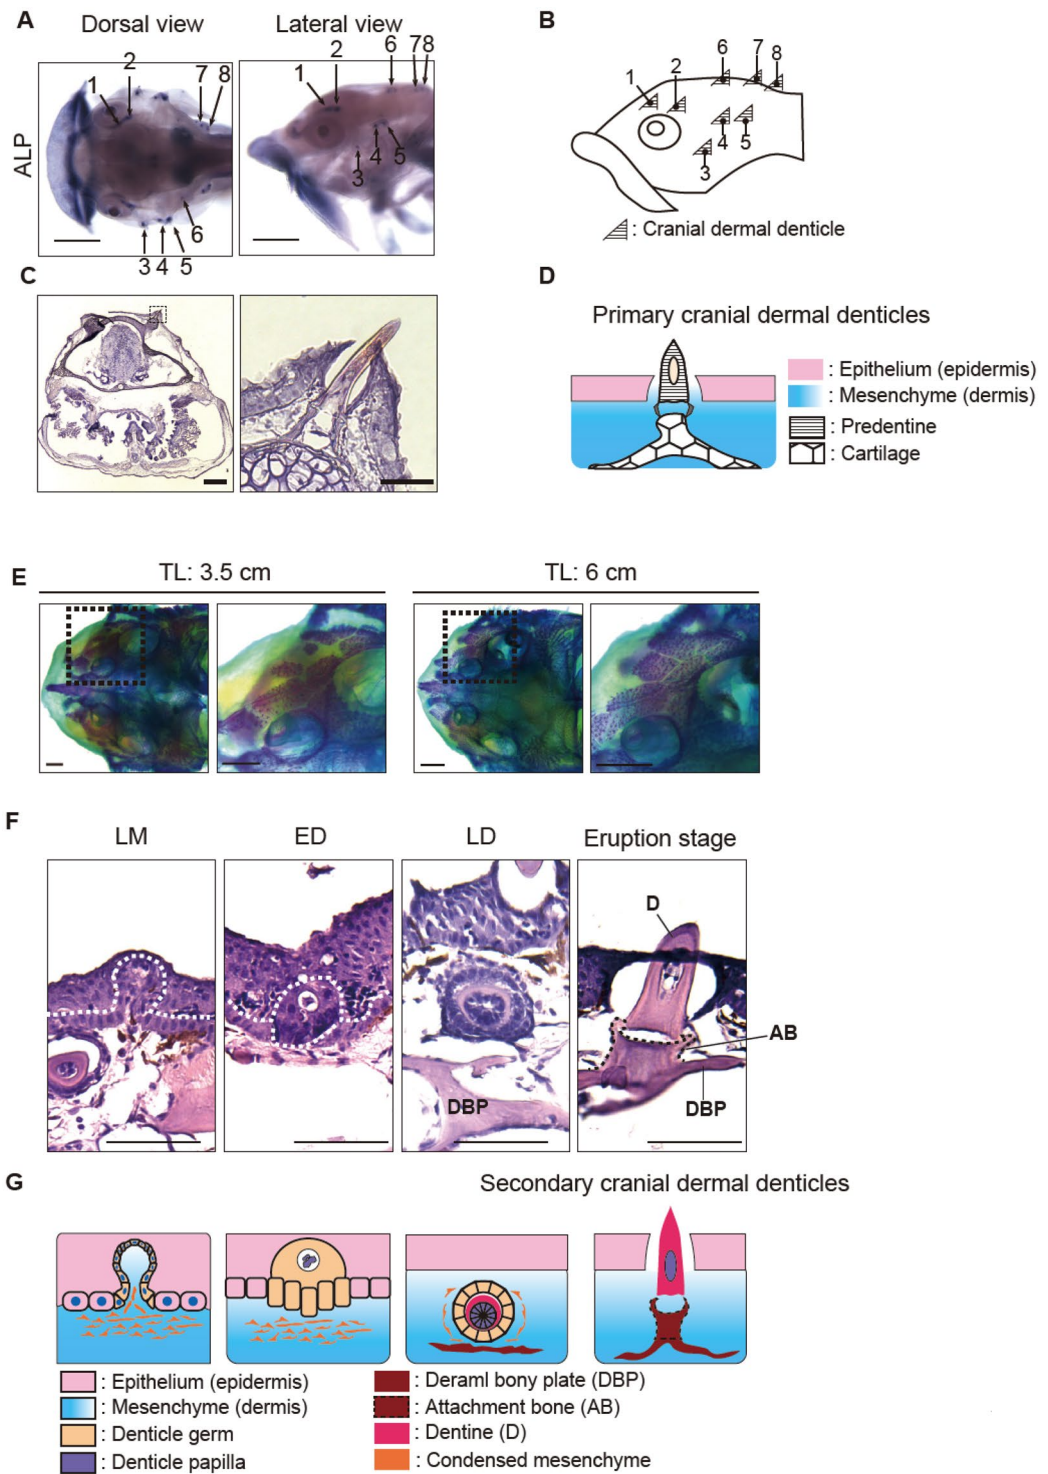 A
Dorsal view
Lateral view
1
2
7
8
1
2
6
7
8
ALP
6
3
4
5
4
5
3
B
1
2
6
7
8
4
5
3
: Cranial dermal denticle
C
D
Primary cranial dermal denticles
: Epithelium (epidermis)
: Mesenchyme (dermis)
: Predentine
: Cartilage
E
TL: 3.5 cm
TL: 6 cm
F
LM
ED
LD
Eruption stage
D
AB
DBP
DBP
G
Secondary cranial dermal denticles
: Epithelium (epidermis)
: Mesenchyme (dermis)
: Denticle germ
: Denticle papilla
: Deraml bony plate (DBP)
: Attachment bone (AB)
: Dentine (D)
: Condensed mesenchyme